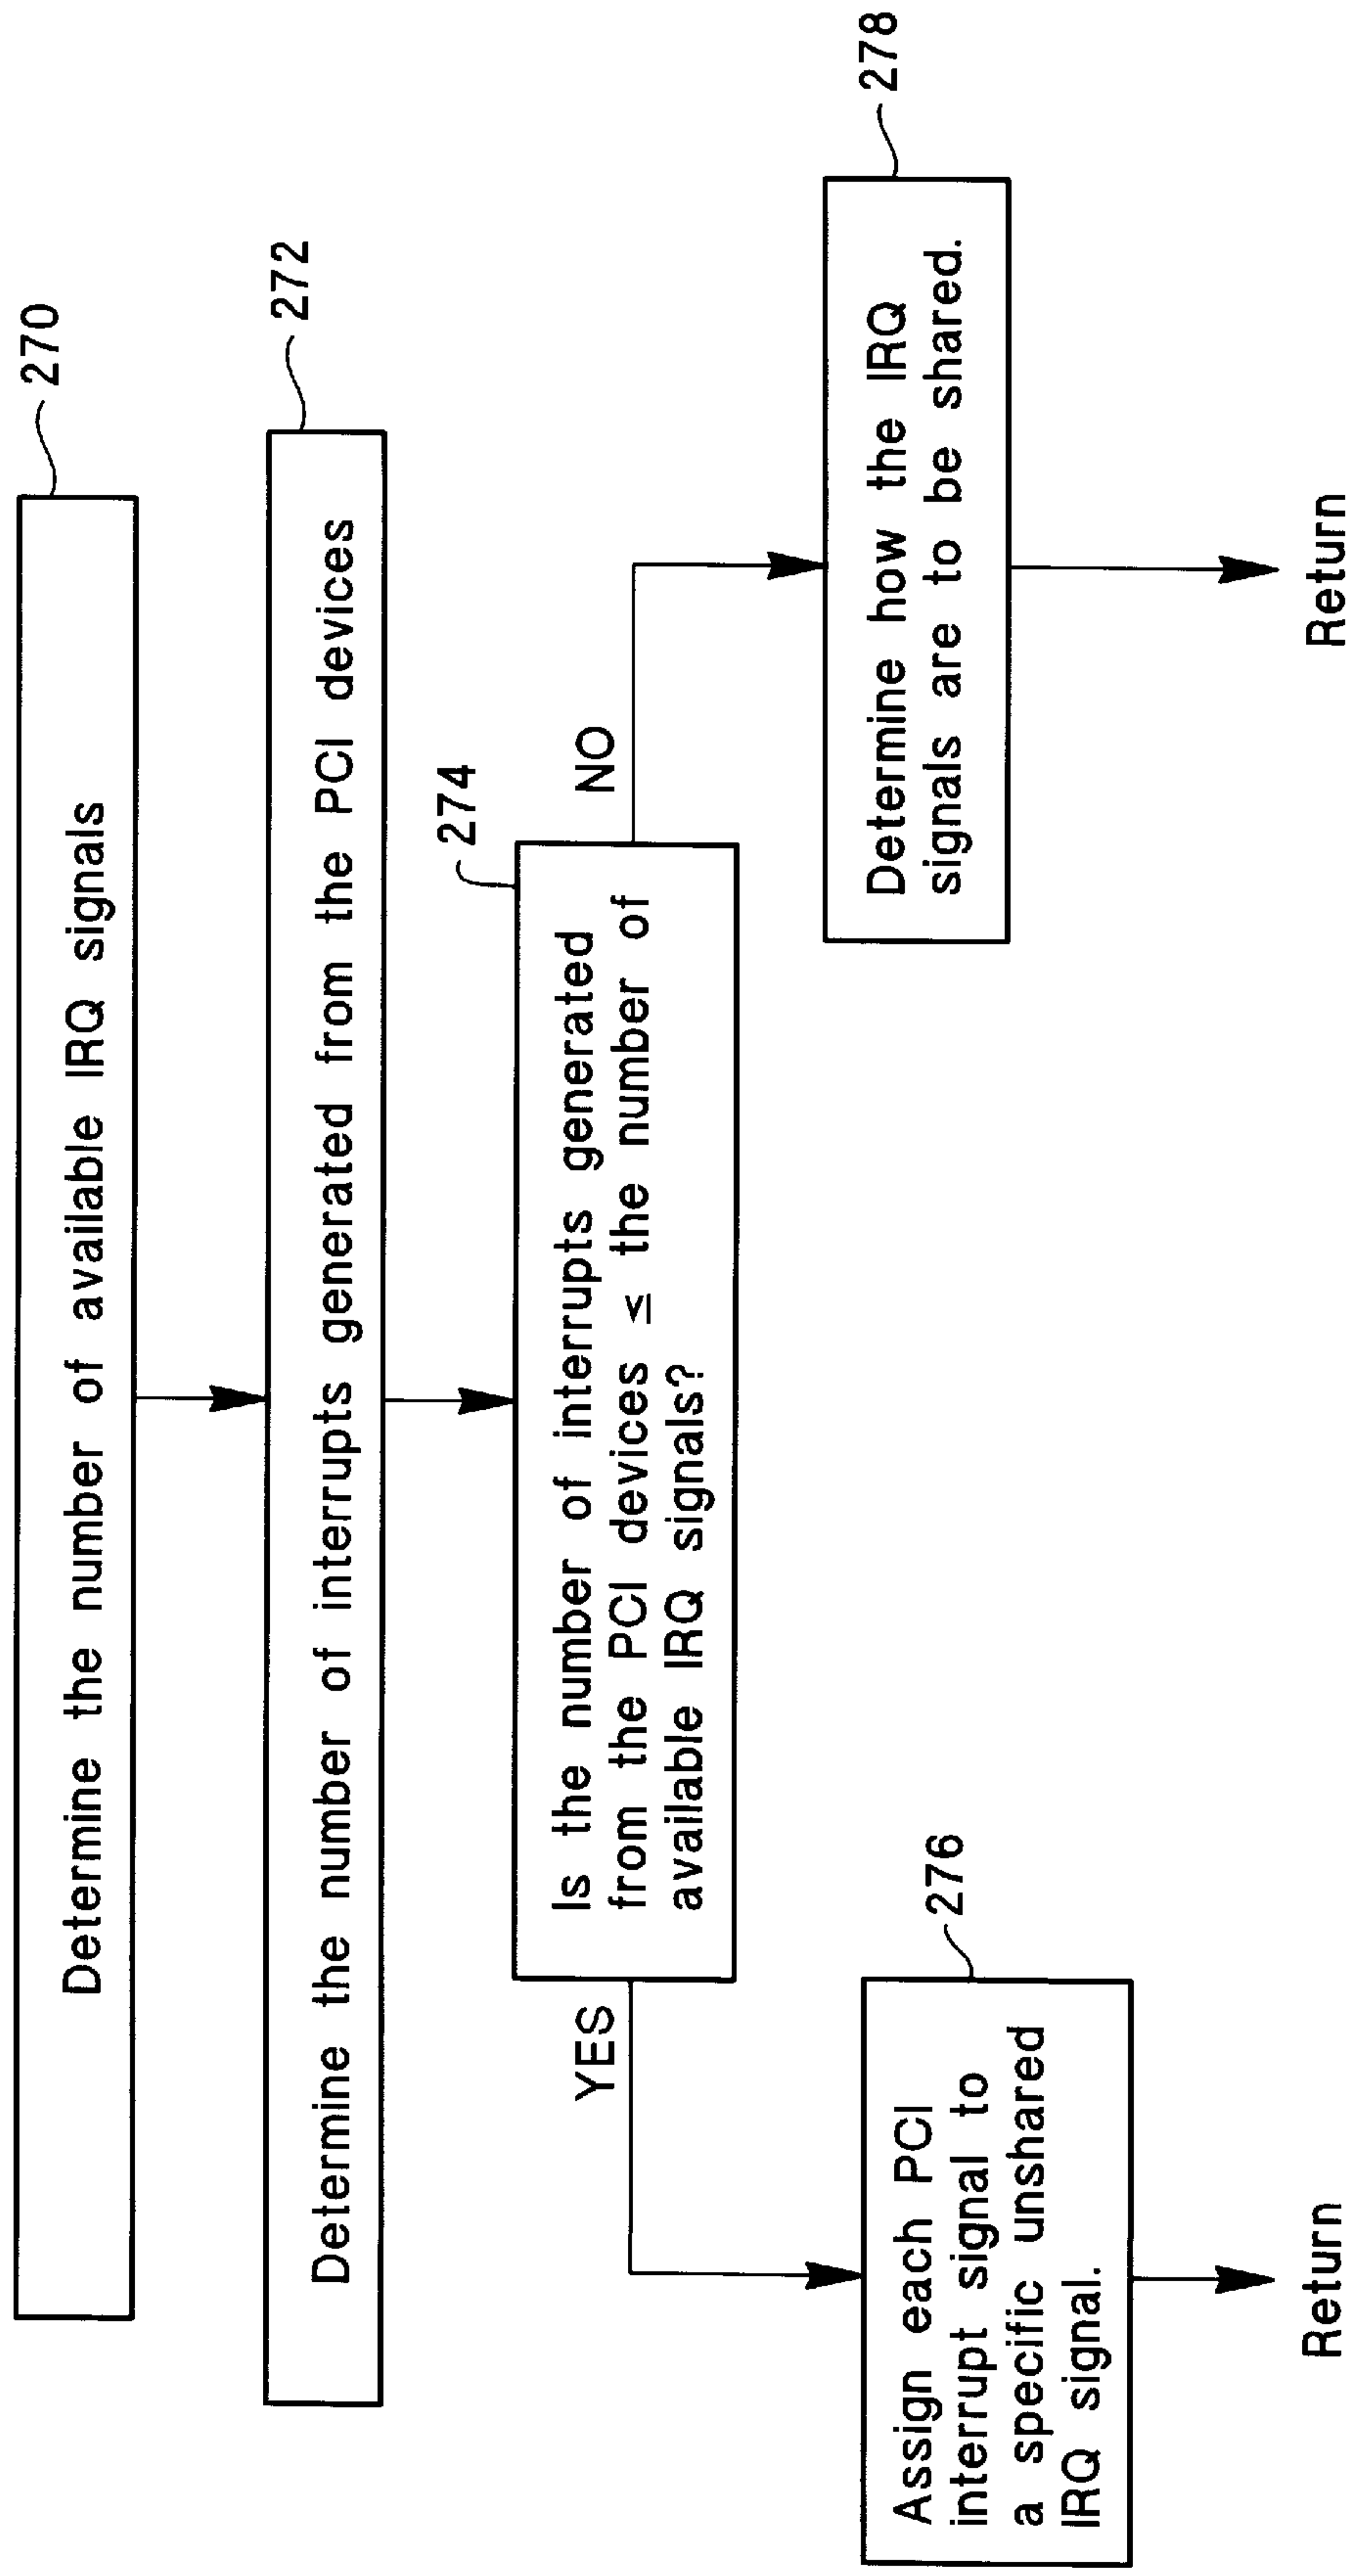 270
Determine the number of available IRQ signals
272
Determine the number of interrupts generated from the PCI devices
274
Is the number of interrupts generated
from the PCI devices ≤ the number of
available IRQ signals?
YES
NO
276
Assign each PCI
interrupt signal to
a specific unshared
IRQ signal.
Return
278
Determine how the IRQ
signals are to be shared.
Return